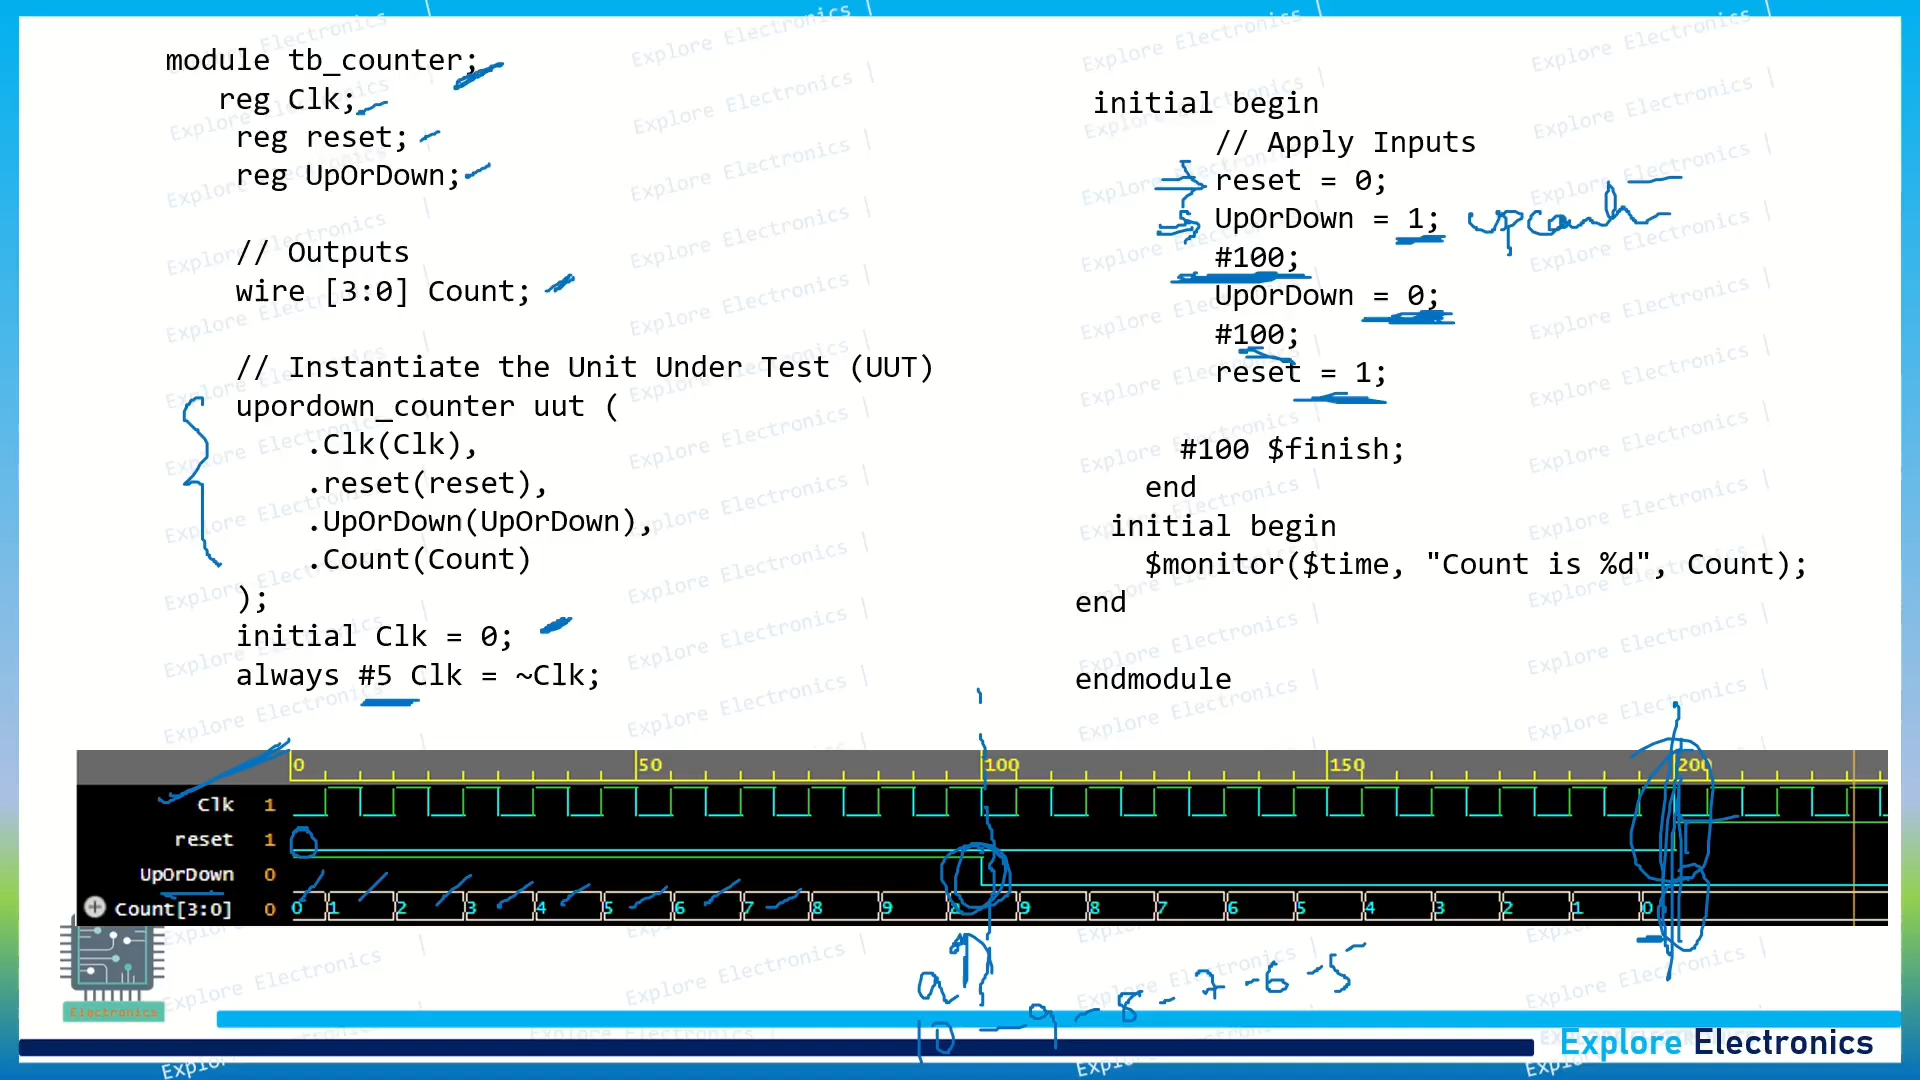 module tb_counter;
reg Clk;
reg reset;
reg UpOrDown;
// Outputs
wire [3:0] Count;
// Instantiate the Unit Under Test (UUT)
upordown_counter uut (
.Clk(Clk),
.reset(reset),
.UpOrDown(UpOrDown),
.Count(Count)
);
initial Clk = 0;
always #5 Clk = ~Clk;
initial begin
// Apply Inputs
reset = 0;
UpOrDown = 1; upcount
#100;
UpOrDown = 0;
#100;
reset = 1;
#100 $finish;
end
initial begin
$monitor($time, "Count is %d", Count);
end
endmodule
0 50 100 150 200
Clk 1
reset 1
UpOrDown 0
Count[3:0] 0 0 1 2 3 4 5 6 7 8 9 a 9 8 7 6 5 4 3 2 1 0
a
10 - 9 - 8 - 7 - 6 - 5
Electronics
Explore Electronics
Explore Electronics |